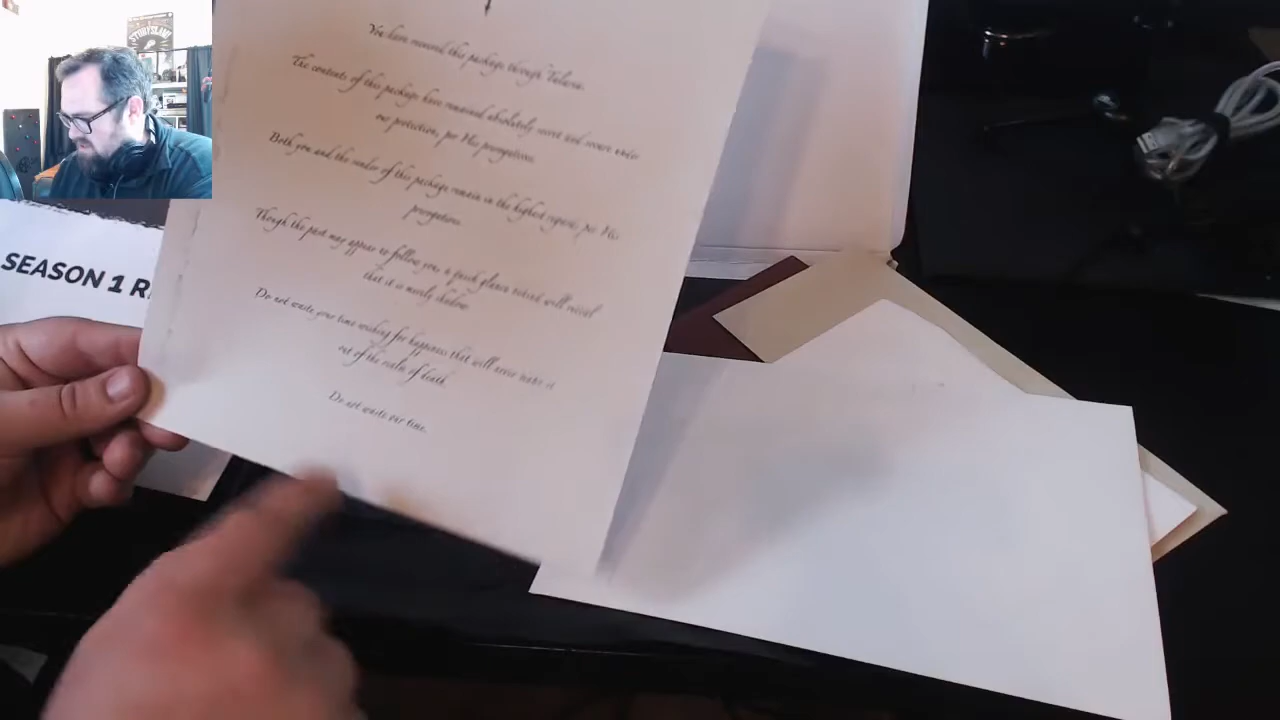 STORYSLAM
You have received this package through Talarus.
The contents of this package have remained absolutely secret and secure under
our protection, per His prerogatives.
Both you and the sender of this package remain in the highest regard, per His
prerogatives.
Though the past may appear to follow you, a quick glance behind will reveal
that it is merely shadow.
Do not waste your time wishing for happiness that will never make it
out of the realm of death.
Do not waste our time.
SEASON 1 R